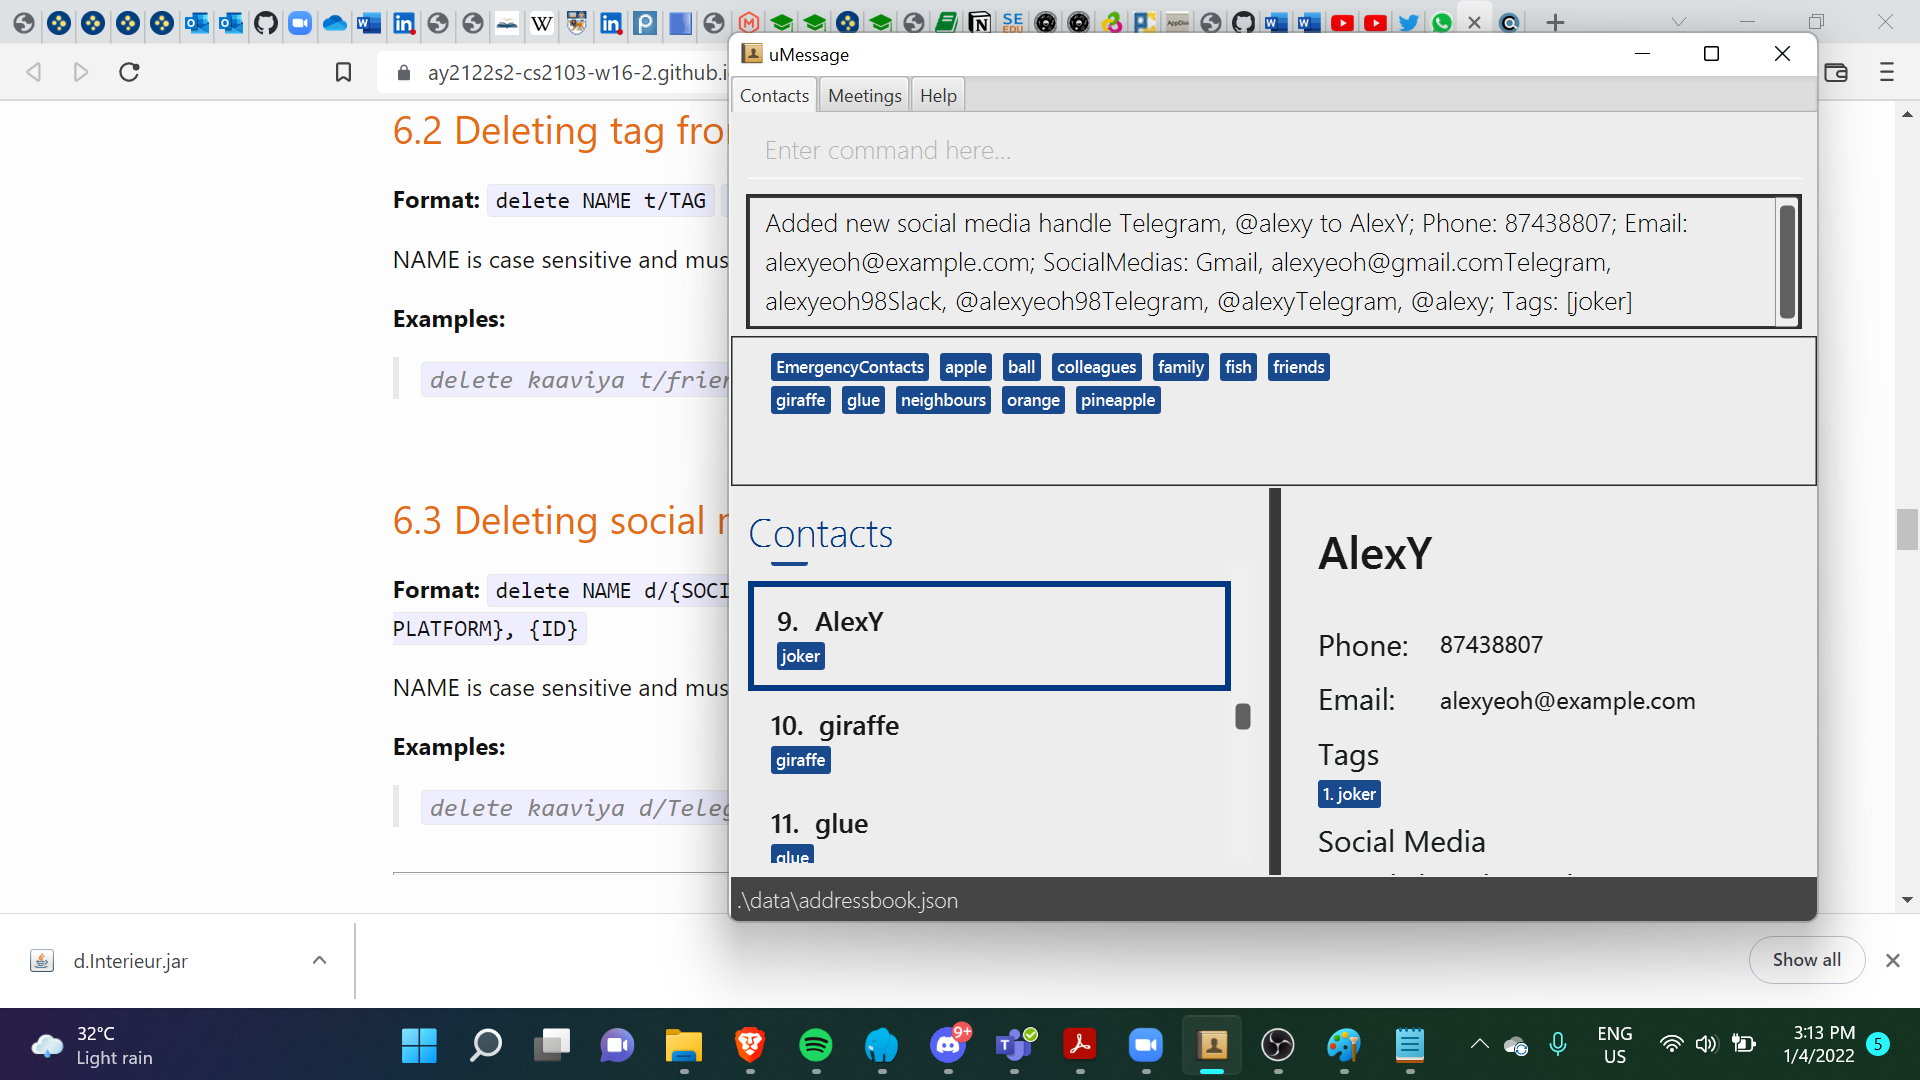 uMessage
ay2122s2-cs2103-w16-2.github.i
Contacts
Meetings
Help
Enter command here...
Added new social media handle Telegram, @alexy to AlexY; Phone: 87438807; Email:
alexyeoh@example.com; SocialMedias: Gmail, alexyeoh@gmail.comTelegram,
alexyeoh98Slack, @alexyeoh98Telegram, @alexyTelegram, @alexy; Tags: [joker]
EmergencyContacts apple ball colleagues family fish friends
giraffe glue neighbours orange pineapple
Contacts
9. AlexY
joker
10. giraffe
giraffe
11. glue
glue
AlexY
Phone: 87438807
Email: alexyeoh@example.com
Tags
1. joker
Social Media
.\data\addressbook.json
6.2 Deleting tag fro
Format: delete NAME t/TAG
NAME is case sensitive and mus
Examples:
delete kaaviya t/frien
6.3 Deleting social
Format: delete NAME d/{SOCI
PLATFORM}, {ID}
NAME is case sensitive and mus
Examples:
delete kaaviya d/Teleg
d.Interieur.jar
Show all
32°C
Light rain
9+
ENG
US
3:13 PM
1/4/2022
5